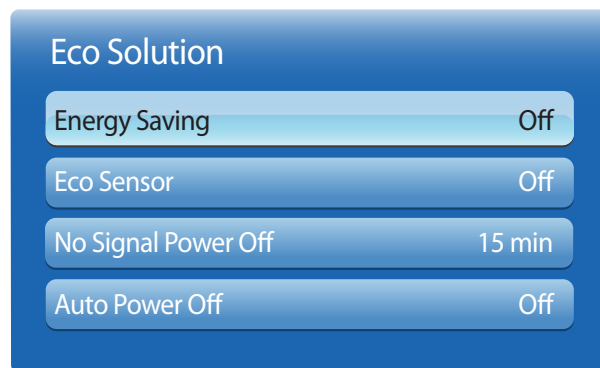 Eco Solution
Energy Saving Off
Eco Sensor Off
No Signal Power Off 15 min
Auto Power Off Off